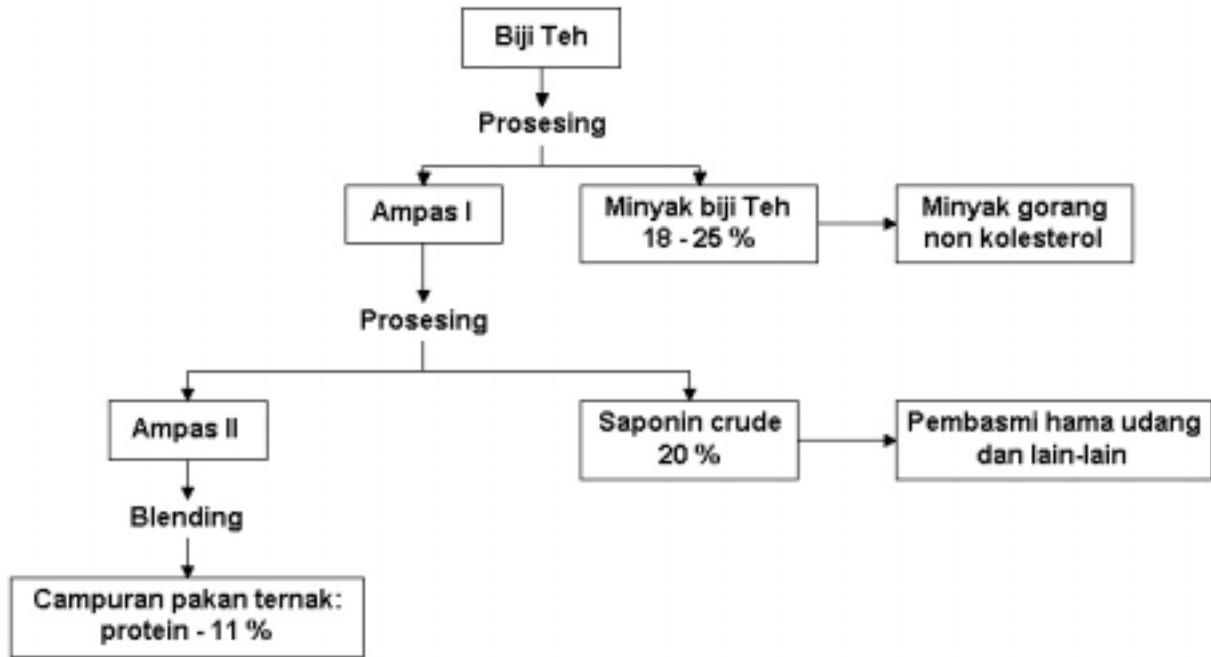 Biji Teh
Prosesing
Ampas I
Minyak biji Teh
18 - 25 %
Minyak gorang
non kolesterol
Prosesing
Ampas II
Saponin crude
20 %
Pembasmi hama udang
dan lain-lain
Blending
Campuran pakan ternak:
protein - 11 %